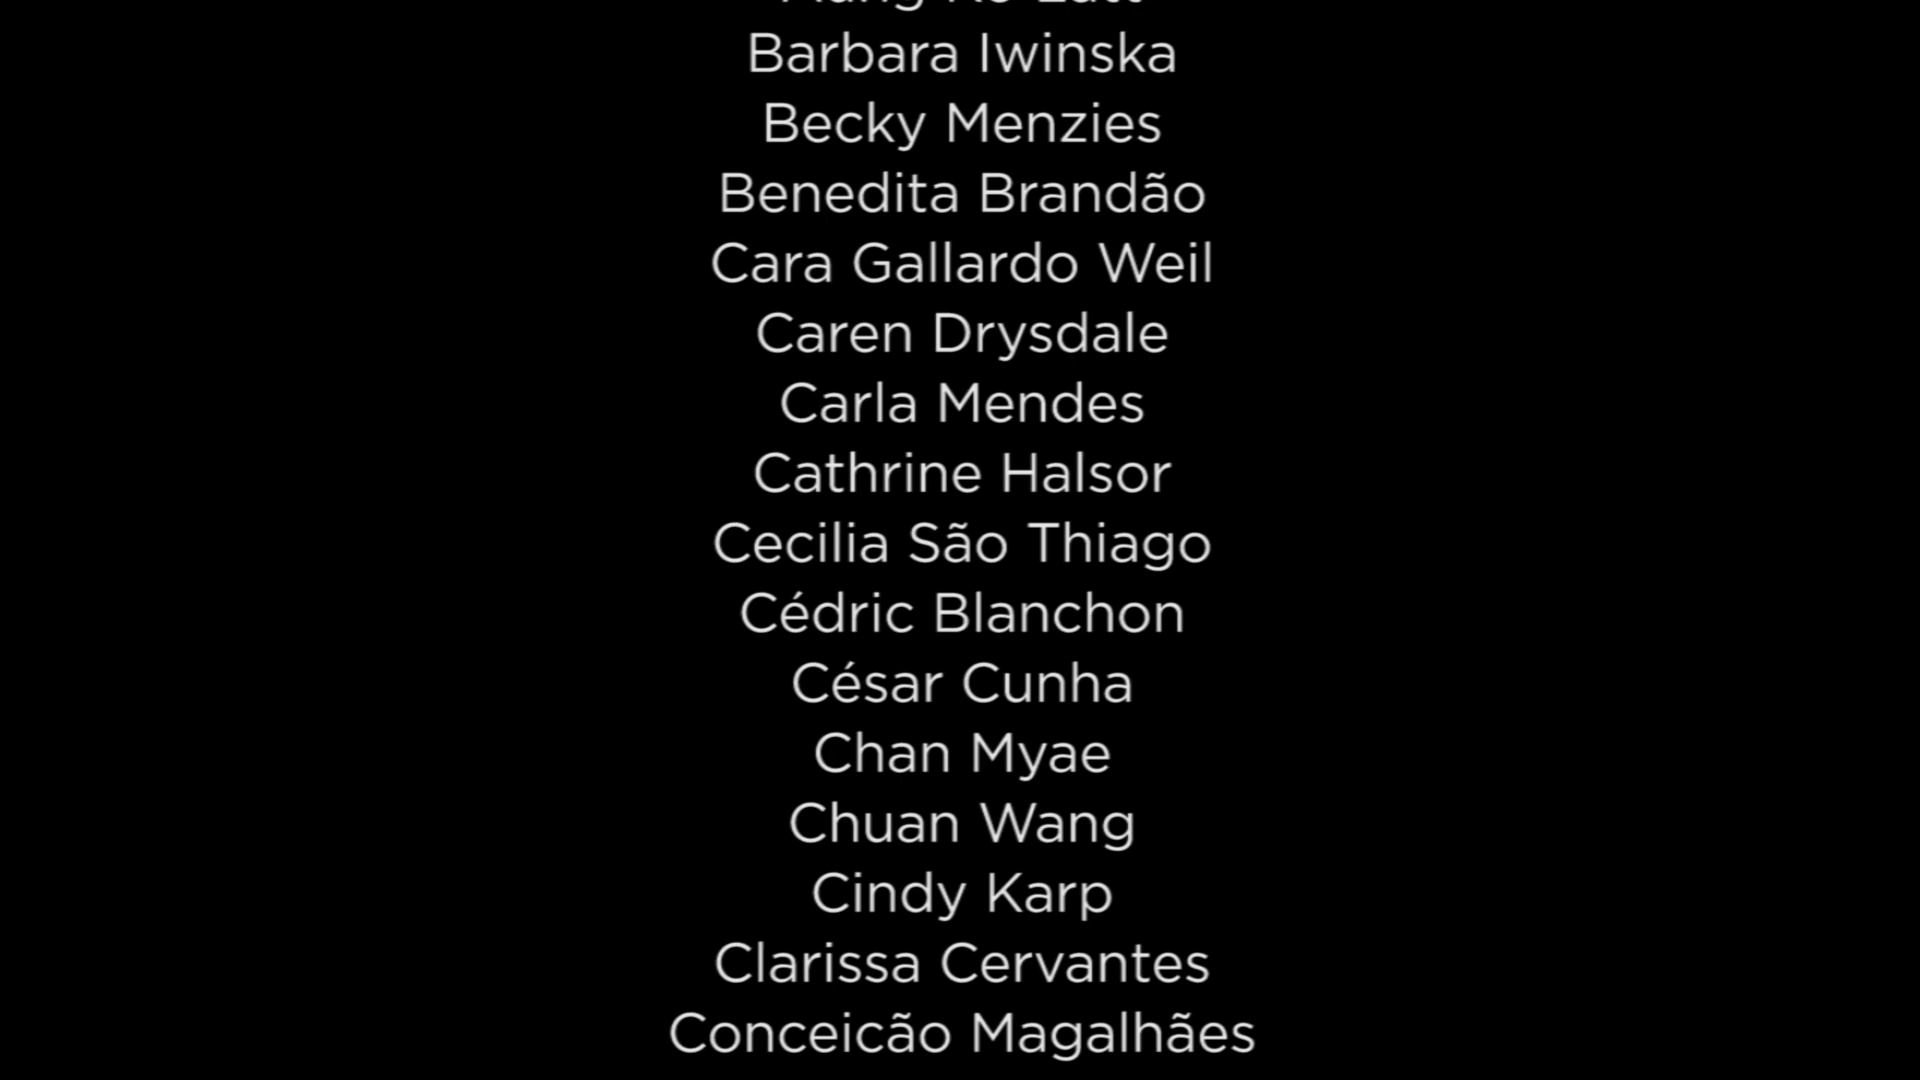 Barbara Iwinska
Becky Menzies
Benedita Brandão
Cara Gallardo Weil
Caren Drysdale
Carla Mendes
Cathrine Halsor
Cecilia São Thiago
Cédric Blanchon
César Cunha
Chan Myae
Chuan Wang
Cindy Karp
Clarissa Cervantes
Conceicão Magalhães